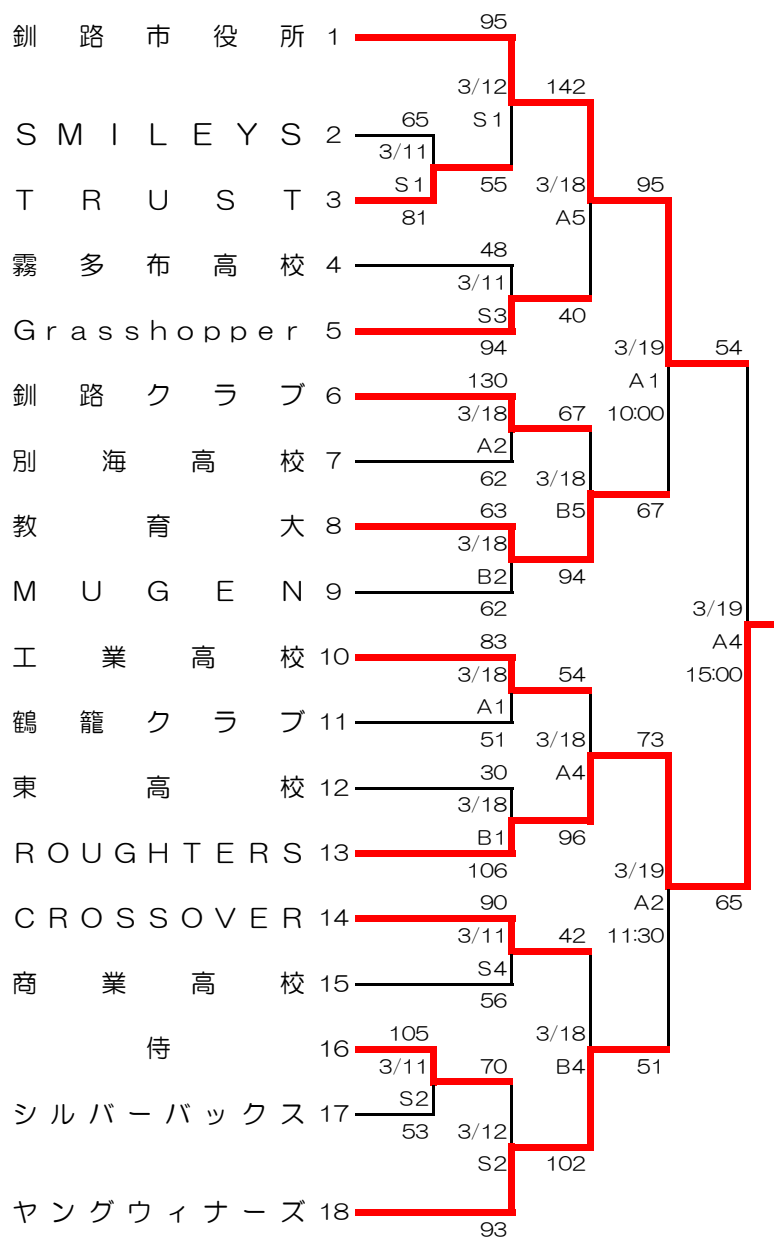 95
釧路市役所 1
3/12 142
SMILEYS 2 65 S1
3/11
TRUST 3 S1 55 3/18 95
81 A5
霧多布高校 4 48
3/11
Grasshopper 5 S3 40
94 3/19 54
釧路クラブ 6 130 A1
3/18 67 10:00
別海高校 7 A2
62 3/18
教育大 8 63 B5 67
3/18
MUGEN 9 B2 94
62 3/19
工業高校 10 83 A4
3/18 54 15:00
鶴籠クラブ 11 A1
51 3/18 73
東高校 12 30 A4
3/18
ROUGHTERS 13 B1 96
106 3/19
CROSSOVER 14 90 A2 65
3/11 42 11:30
商業高校 15 S4
56
侍 16 105 3/18
3/11 70 B4 51
シルバーバックス 17 S2
53 3/12
S2 102
ヤングウィナーズ 18
93